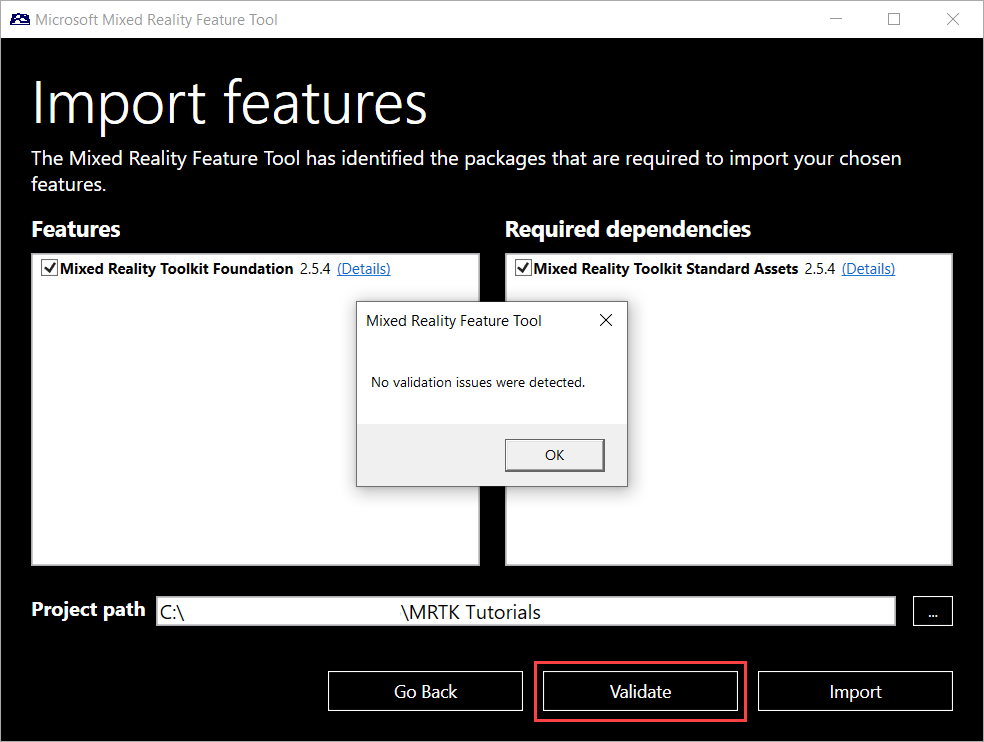 Microsoft Mixed Reality Feature Tool
Import features
The Mixed Reality Feature Tool has identified the packages that are required to import your chosen
features.
Features
Required dependencies
Mixed Reality Toolkit Foundation 2.5.4 (Details)
Mixed Reality Toolkit Standard Assets 2.5.4 (Details)
Mixed Reality Feature Tool
No validation issues were detected.
OK
Project path C:\ \MRTK Tutorials ...
Go Back Validate Import